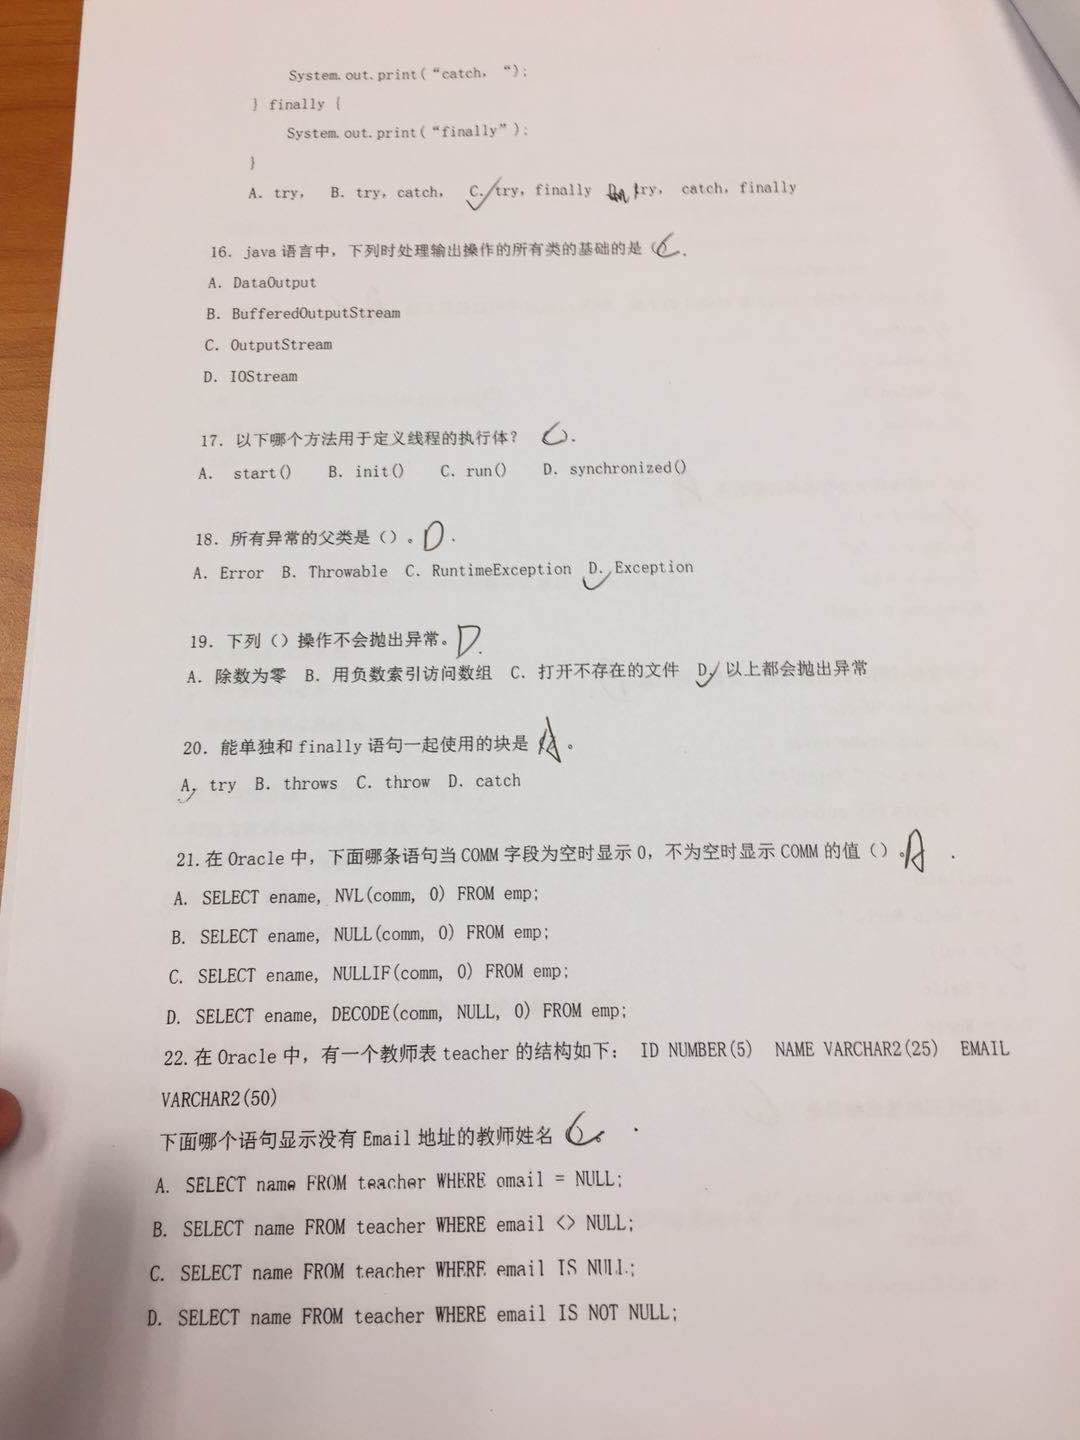 System.out.print(“catch, “);
} finally {
System.out.print(“finally”);
}
A. try, B. try, catch, C. try, finally D. try, catch, finally
16. java 语言中，下列时处理输出操作的所有类的基础的是 C.
A. DataOutput
B. BufferedOutputStream
C. OutputStream
D. IOStream
17. 以下哪个方法用于定义线程的执行体？ C.
A. start() B. init() C. run() D. synchronized()
18. 所有异常的父类是（）。D.
A. Error B. Throwable C. RuntimeException D. Exception
19. 下列（）操作不会抛出异常。D.
A. 除数为零 B. 用负数索引访问数组 C. 打开不存在的文件 D. 以上都会抛出异常
20. 能单独和 finally 语句一起使用的块是 A 。
A. try B. throws C. throw D. catch
21. 在 Oracle 中，下面哪条语句当 COMM 字段为空时显示 0，不为空时显示 COMM 的值（）。A .
A. SELECT ename, NVL(comm, 0) FROM emp;
B. SELECT ename, NULL(comm, 0) FROM emp;
C. SELECT ename, NULLIF(comm, 0) FROM emp;
D. SELECT ename, DECODE(comm, NULL, 0) FROM emp;
22. 在 Oracle 中，有一个教师表 teacher 的结构如下： ID NUMBER(5) NAME VARCHAR2(25) EMAIL
VARCHAR2(50)
下面哪个语句显示没有 Email 地址的教师姓名 C。
A. SELECT name FROM teacher WHERE email = NULL;
B. SELECT name FROM teacher WHERE email <> NULL;
C. SELECT name FROM teacher WHERE email IS NULL;
D. SELECT name FROM teacher WHERE email IS NOT NULL;